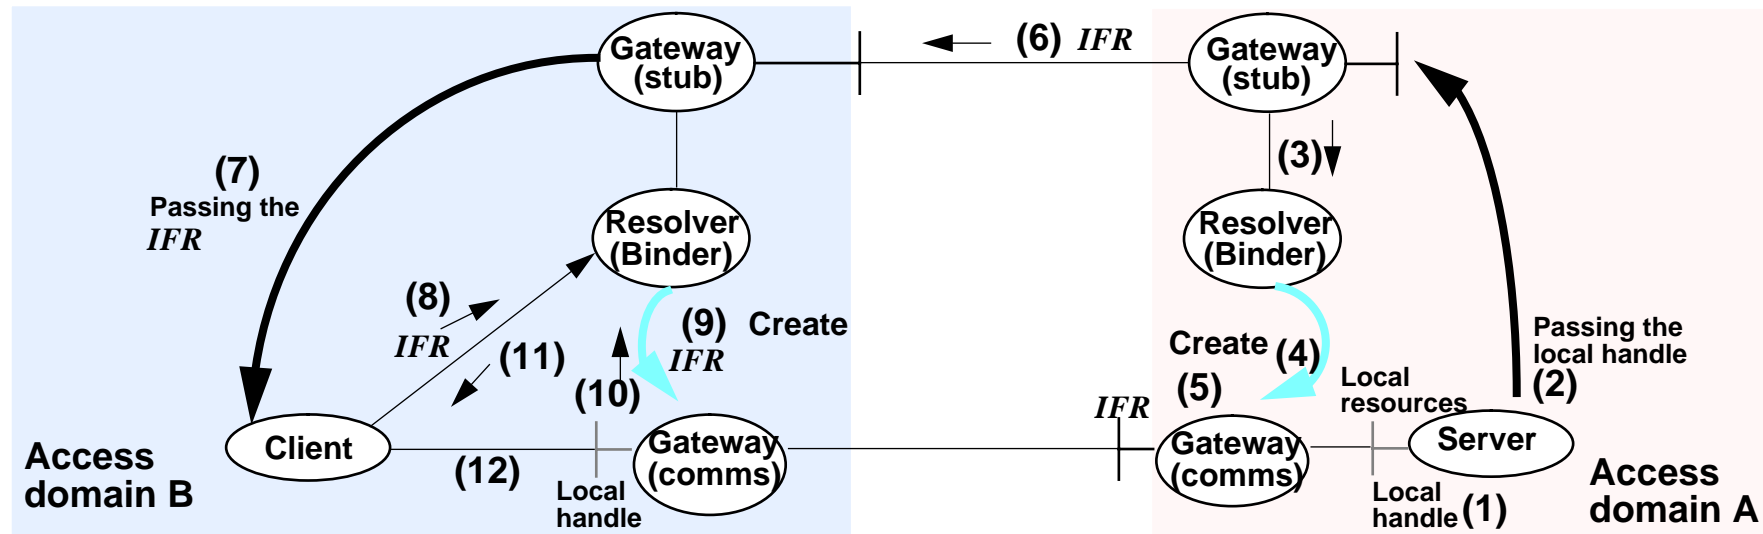 Gateway
(stub)
(6) IFR
Gateway
(stub)
(3)
(7)
Passing the
IFR
Resolver
(Binder)
Resolver
(Binder)
(8)
IFR
(11)
(9) Create
IFR
(10)
Create (4)
(5)
Passing the
local handle
(2)
Local
resources
IFR
Client
(12)
Gateway
(comms)
Local
handle
Gateway
(comms)
Server
Local
handle (1)
Access
domain B
Access
domain A